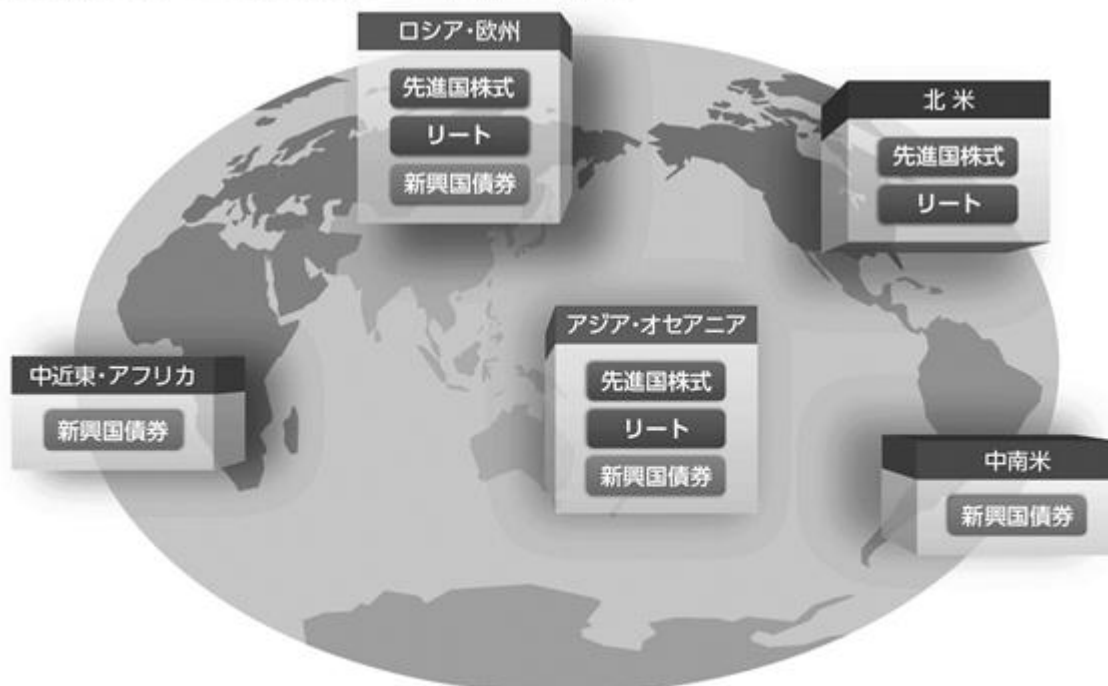 ロシア・欧州
先進国株式
リート
新興国債券
北米
先進国株式
リート
アジア・オセアニア
先進国株式
リート
新興国債券
中近東・アフリカ
新興国債券
中南米
新興国債券